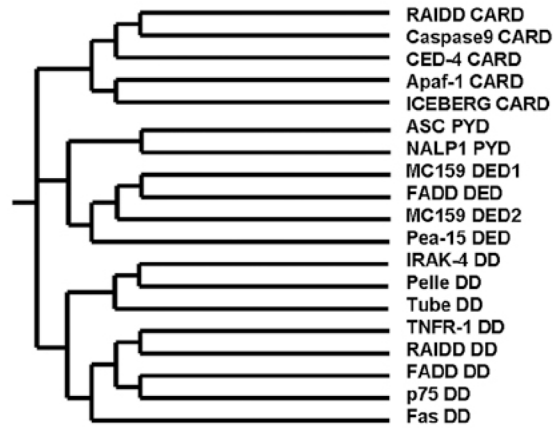 RAIDD CARD
Caspase9 CARD
CED-4 CARD
Apaf-1 CARD
ICEBERG CARD
ASC PYD
NALP1 PYD
MC159 DED1
FADD DED
MC159 DED2
Pea-15 DED
IRAK-4 DD
Pelle DD
Tube DD
TNFR-1 DD
RAIDD DD
FADD DD
p75 DD
Fas DD